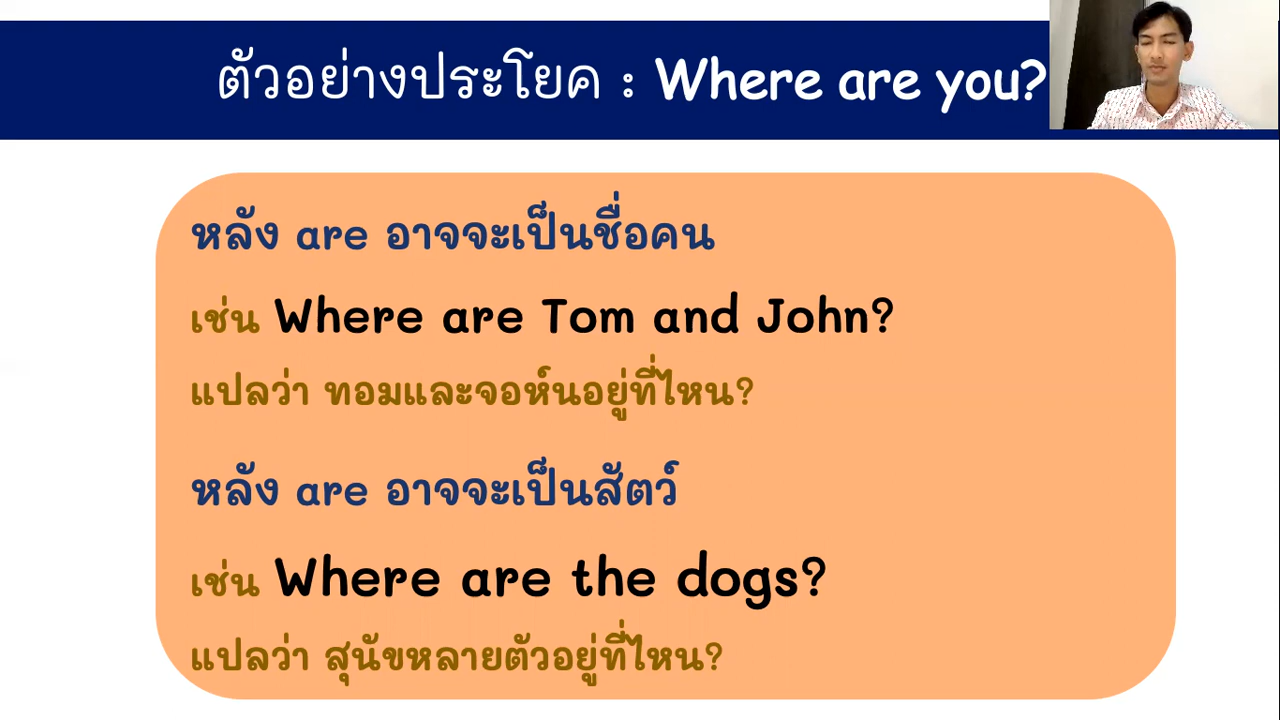 ตัวอย่างประโยค : Where are you?
หลัง are อาจจะเป็นชื่อคน
เช่น Where are Tom and John?
แปลว่า ทอมและจอห์นอยู่ที่ไหน?
หลัง are อาจจะเป็นสัตว์
เช่น Where are the dogs?
แปลว่า สุนัขหลายตัวอยู่ที่ไหน?